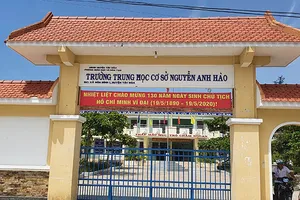 TRƯỜNG TRUNG HỌC CƠ SỞ NGUYỄN ANH HÀO
NHIỆT LIỆT CHÀO MỪNG 130 NĂM NGÀY SINH CHỦ TỊCH
HỒ CHÍ MINH VĨ ĐẠI (19/5/1890 - 19/5/2020)!